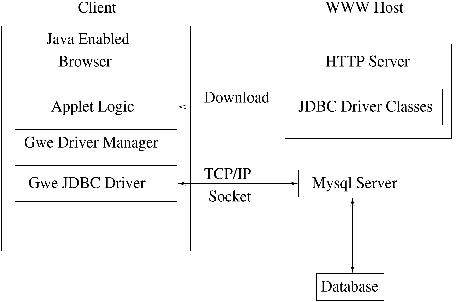 Client
WWW Host
Java Enabled
Browser
HTTP Server
Applet Logic
Download
JDBC Driver Classes
Gwe Driver Manager
Gwe JDBC Driver
TCP/IP
Socket
Mysql Server
Database